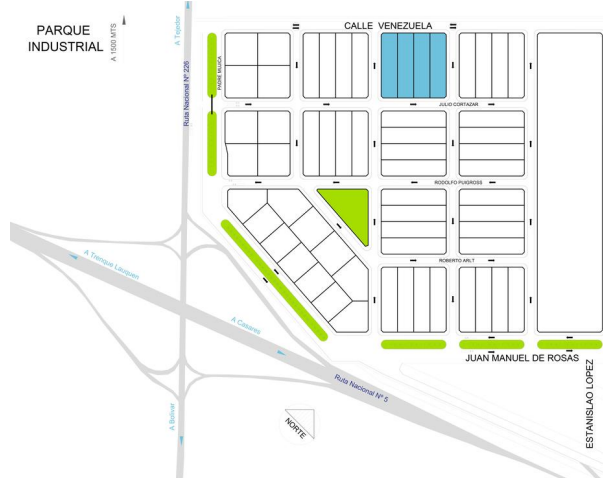 PARQUE
INDUSTRIAL
A 1500 MTS
A Tejedor
Ruta Nacional Nº 226
PADRE MUJICA
CALLE VENEZUELA
JULIO CORTAZAR
RODOLFO PUIGROSS
ROBERTO ARLT
A Trenque Lauquen
A Casares
Ruta Nacional Nº 5
A Bolivar
NORTE
JUAN MANUEL DE ROSAS
ESTANISLAO LOPEZ